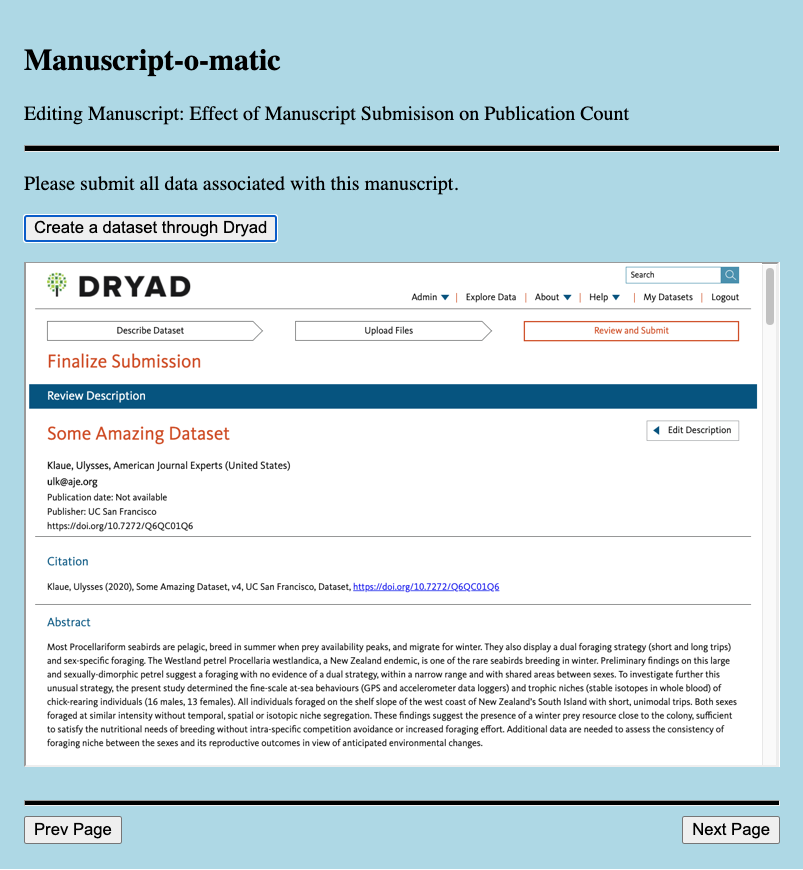 Manuscript-o-matic
Editing Manuscript: Effect of Manuscript Submisison on Publication Count
Please submit all data associated with this manuscript.
Create a dataset through Dryad
DRYAD
Search
Admin | Explore Data | About | Help | My Datasets | Logout
Describe Dataset
Upload Files
Review and Submit
Finalize Submission
Review Description
Some Amazing Dataset
Edit Description
Klaue, Ulysses, American Journal Experts (United States)
ulk@aje.org
Publication date: Not available
Publisher: UC San Francisco
https://doi.org/10.7272/Q6QC01Q6
Citation
Klaue, Ulysses (2020), Some Amazing Dataset, v4, UC San Francisco, Dataset, https://doi.org/10.7272/Q6QC01Q6
Abstract
Most Procellariform seabirds are pelagic, breed in summer when prey availability peaks, and migrate for winter. They also display a dual foraging strategy (short and long trips)
and sex-specific foraging. The Westland petrel Procellaria westlandica, a New Zealand endemic, is one of the rare seabirds breeding in winter. Preliminary findings on this large
and sexually-dimorphic petrel suggest a foraging with no evidence of a dual strategy, within a narrow range and with shared areas between sexes. To investigate further this
unusual strategy, the present study determined the fine-scale at-sea behaviours (GPS and accelerometer data loggers) and trophic niches (stable isotopes in whole blood) of
chick-rearing individuals (16 males, 13 females). All individuals foraged on the shelf slope of the west coast of New Zealand's South Island with short, unimodal trips. Both sexes
foraged at similar intensity without temporal, spatial or isotopic niche segregation. These findings suggest the presence of a winter prey resource close to the colony, sufficient
to satisfy the nutritional needs of breeding without intra-specific competition avoidance or increased foraging effort. Additional data are needed to assess the consistency of
foraging niche between the sexes and its reproductive outcomes in view of anticipated environmental changes.
Prev Page
Next Page